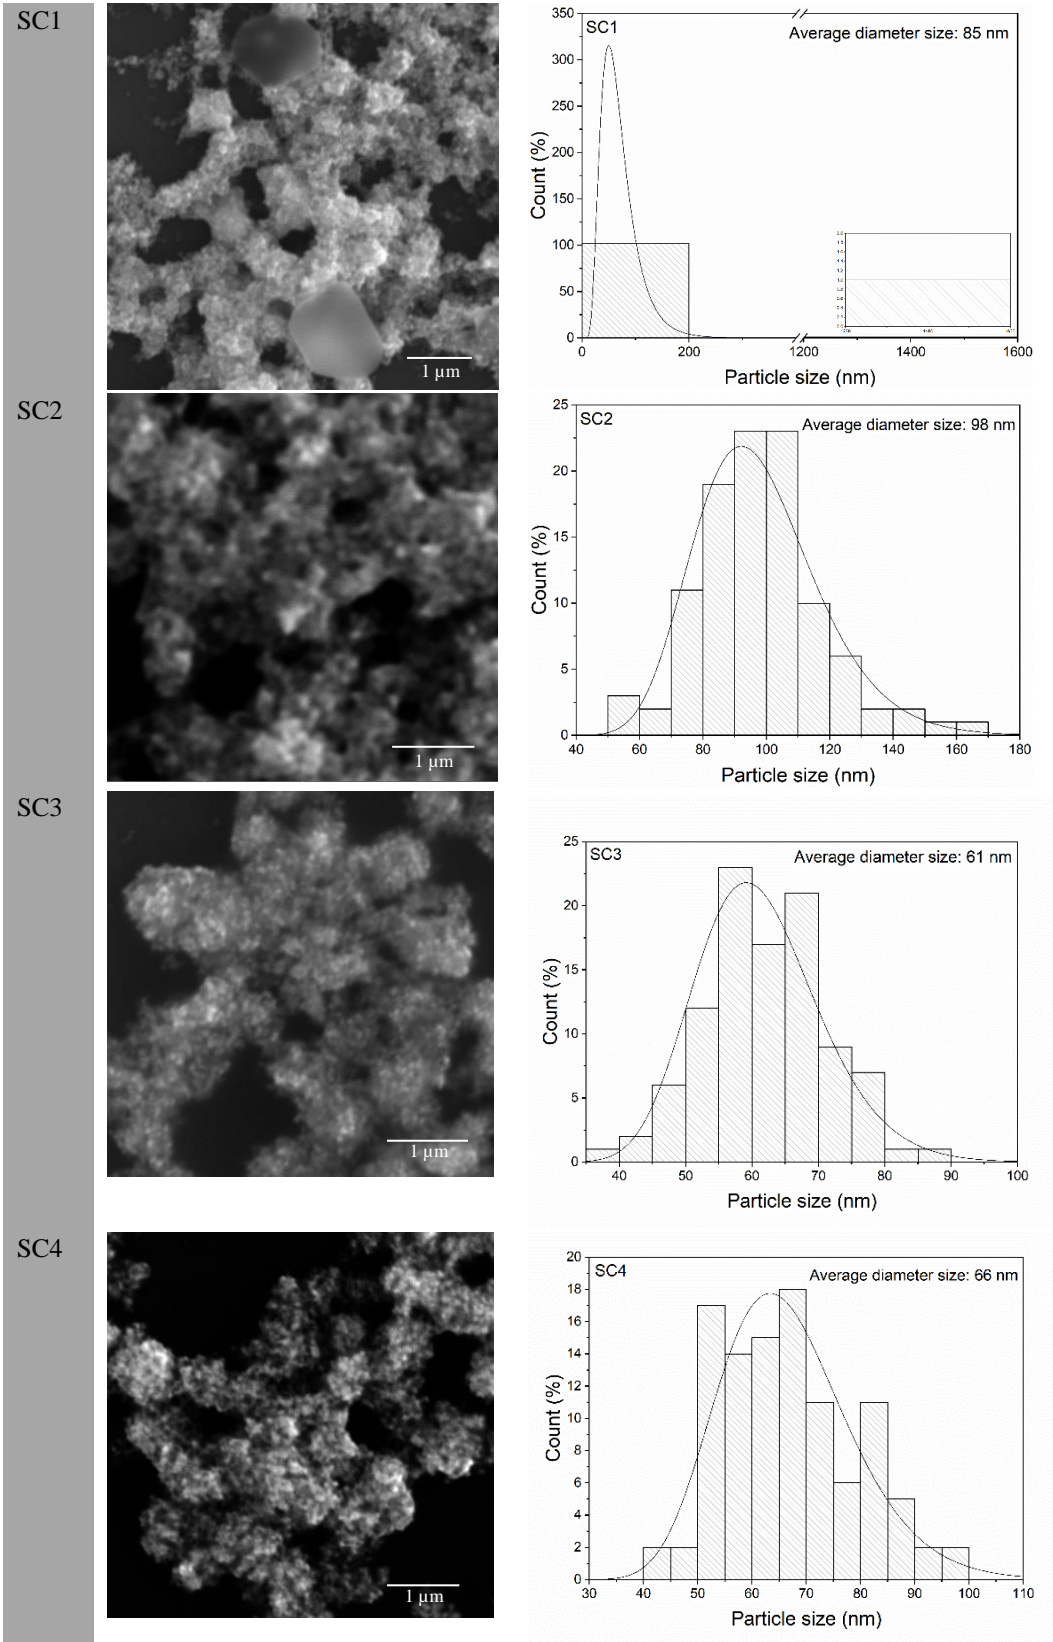 SC1
1 µm
SC1
Average diameter size: 85 nm
Count (%)
350
300
250
200
150
100
50
0
0 200 1200 1400 1600
Particle size (nm)
SC2
1 µm
SC2
Average diameter size: 98 nm
Count (%)
25
20
15
10
5
0
40 60 80 100 120 140 160 180
Particle size (nm)
SC3
1 µm
SC3
Average diameter size: 61 nm
Count (%)
25
20
15
10
5
0
40 50 60 70 80 90 100
Particle size (nm)
SC4
1 µm
SC4
Average diameter size: 66 nm
Count (%)
20
18
16
14
12
10
8
6
4
2
0
30 40 50 60 70 80 90 100 110
Particle size (nm)